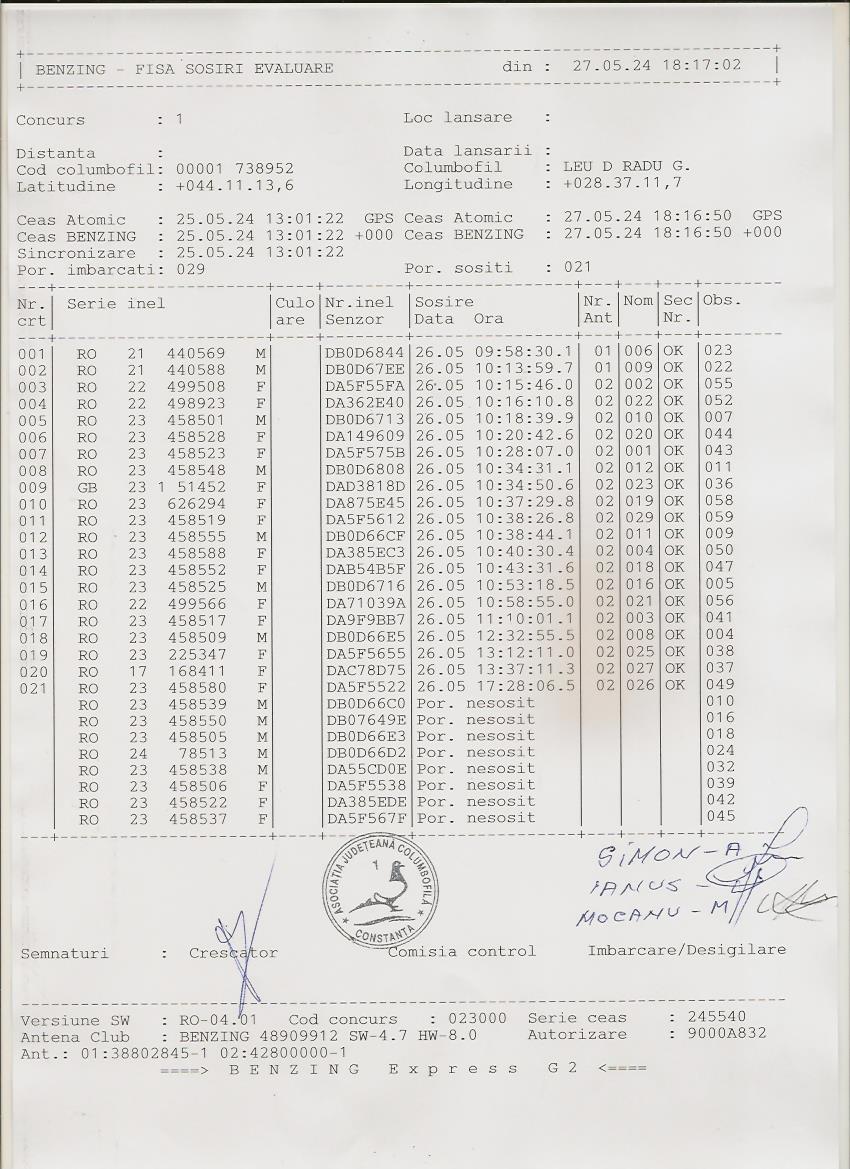 BENZING - FISA SOSIRI EVALUARE din : 27.05.24 18:17:02
Concurs : 1 Loc lansare :
Distanta : Data lansarii :
Cod columbofil: 00001 738952 Columbofil : LEU D RADU G.
Latitudine : +044.11.13,6 Longitudine : +028.37.11,7
Ceas Atomic : 25.05.24 13:01:22 GPS Ceas Atomic : 27.05.24 18:16:50 GPS
Ceas BENZING : 25.05.24 13:01:22 +000 Ceas BENZING : 27.05.24 18:16:50 +000
Sincronizare : 25.05.24 13:01:22
Por. imbarcati: 029 Por. sositi : 021
Nr. Serie inel Culo Nr.inel Sosire Nr. Nom Sec Obs.
crt are Senzor Data Ora Ant Nr.
001 RO 21 440569 M DB0D6844 26.05 09:58:30.1 01 006 OK 023
002 RO 21 440588 M DB0D67EE 26.05 10:13:59.7 01 009 OK 022
003 RO 22 499508 F DA5F55FA 26.05 10:15:46.0 02 002 OK 055
004 RO 22 498923 F DA362E40 26.05 10:16:10.8 02 022 OK 052
005 RO 23 458501 M DB0D6713 26.05 10:18:39.9 02 010 OK 007
006 RO 23 458528 F DA149609 26.05 10:20:42.6 02 020 OK 044
007 RO 23 458523 F DA5F575B 26.05 10:28:07.0 02 001 OK 043
008 RO 23 458548 M DB0D6808 26.05 10:34:31.1 02 012 OK 011
009 GB 23 1 51452 F DAD3818D 26.05 10:34:50.6 02 023 OK 036
010 RO 23 626294 F DA875E45 26.05 10:37:29.8 02 019 OK 058
011 RO 23 458519 F DA5F5612 26.05 10:38:26.8 02 029 OK 059
012 RO 23 458555 M DB0D66CF 26.05 10:38:44.1 02 011 OK 009
013 RO 23 458588 F DA385EC3 26.05 10:40:30.4 02 004 OK 050
014 RO 23 458552 F DAB54B5F 26.05 10:43:31.6 02 018 OK 047
015 RO 23 458525 M DB0D6716 26.05 10:53:18.5 02 016 OK 005
016 RO 22 499566 F DA71039A 26.05 10:58:55.0 02 021 OK 056
017 RO 23 458517 F DA9F9BB7 26.05 11:10:01.1 02 003 OK 041
018 RO 23 458509 M DB0D66E5 26.05 12:32:55.5 02 008 OK 004
019 RO 23 225347 F DA5F5655 26.05 13:12:11.0 02 025 OK 038
020 RO 17 168411 F DAC78D75 26.05 13:37:11.3 02 027 OK 037
021 RO 23 458580 F DA5F5522 26.05 17:28:06.5 02 026 OK 049
RO 23 458539 M DB0D66C0 Por. nesosit 010
RO 23 458550 M DB07649E Por. nesosit 016
RO 23 458505 M DB0D66E3 Por. nesosit 018
RO 24 78513 M DB0D66D2 Por. nesosit 024
RO 23 458538 M DA55CD0E Por. nesosit 032
RO 23 458506 F DA5F5538 Por. nesosit 039
RO 23 458522 F DA385EDE Por. nesosit 042
RO 23 458537 F DA5F567F Por. nesosit 045
ASOCIATIA JUDETEANA COLUMBOFILA
1
CONSTANTA
SIMON-A
IANUS -
MOCANU - M
Semnaturi : Crescator Comisia control Imbarcare/Desigilare
Versiune SW : RO-04.01 Cod concurs : 023000 Serie ceas : 245540
Antena Club : BENZING 48909912 SW-4.7 HW-8.0 Autorizare : 9000A832
Ant.: 01:38802845-1 02:42800000-1
====> B E N Z I N G E x p r e s s G 2 <====